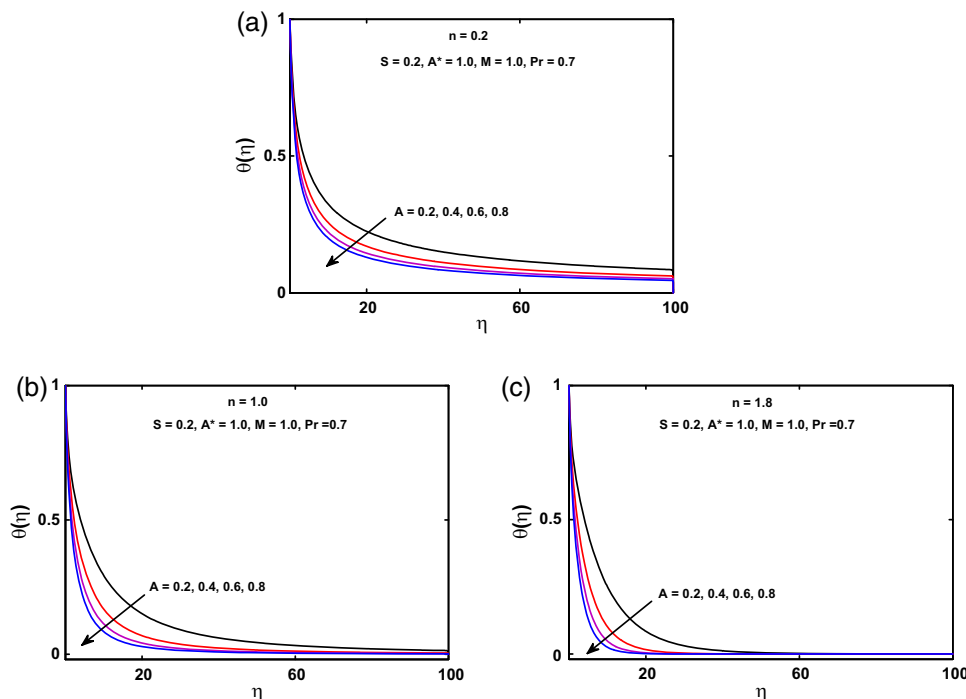 (a)
1
n = 0.2
S = 0.2, A* = 1.0, M = 1.0, Pr = 0.7
θ(η)
0.5
A = 0.2, 0.4, 0.6, 0.8
0
20
60
100
η
(b)
1
n = 1.0
S = 0.2, A* = 1.0, M = 1.0, Pr =0.7
θ(η)
0.5
A = 0.2, 0.4, 0.6, 0.8
0
20
60
100
η
(c)
1
n = 1.8
S = 0.2, A* = 1.0, M = 1.0, Pr =0.7
θ(η)
0.5
A = 0.2, 0.4, 0.6, 0.8
0
20
60
100
η